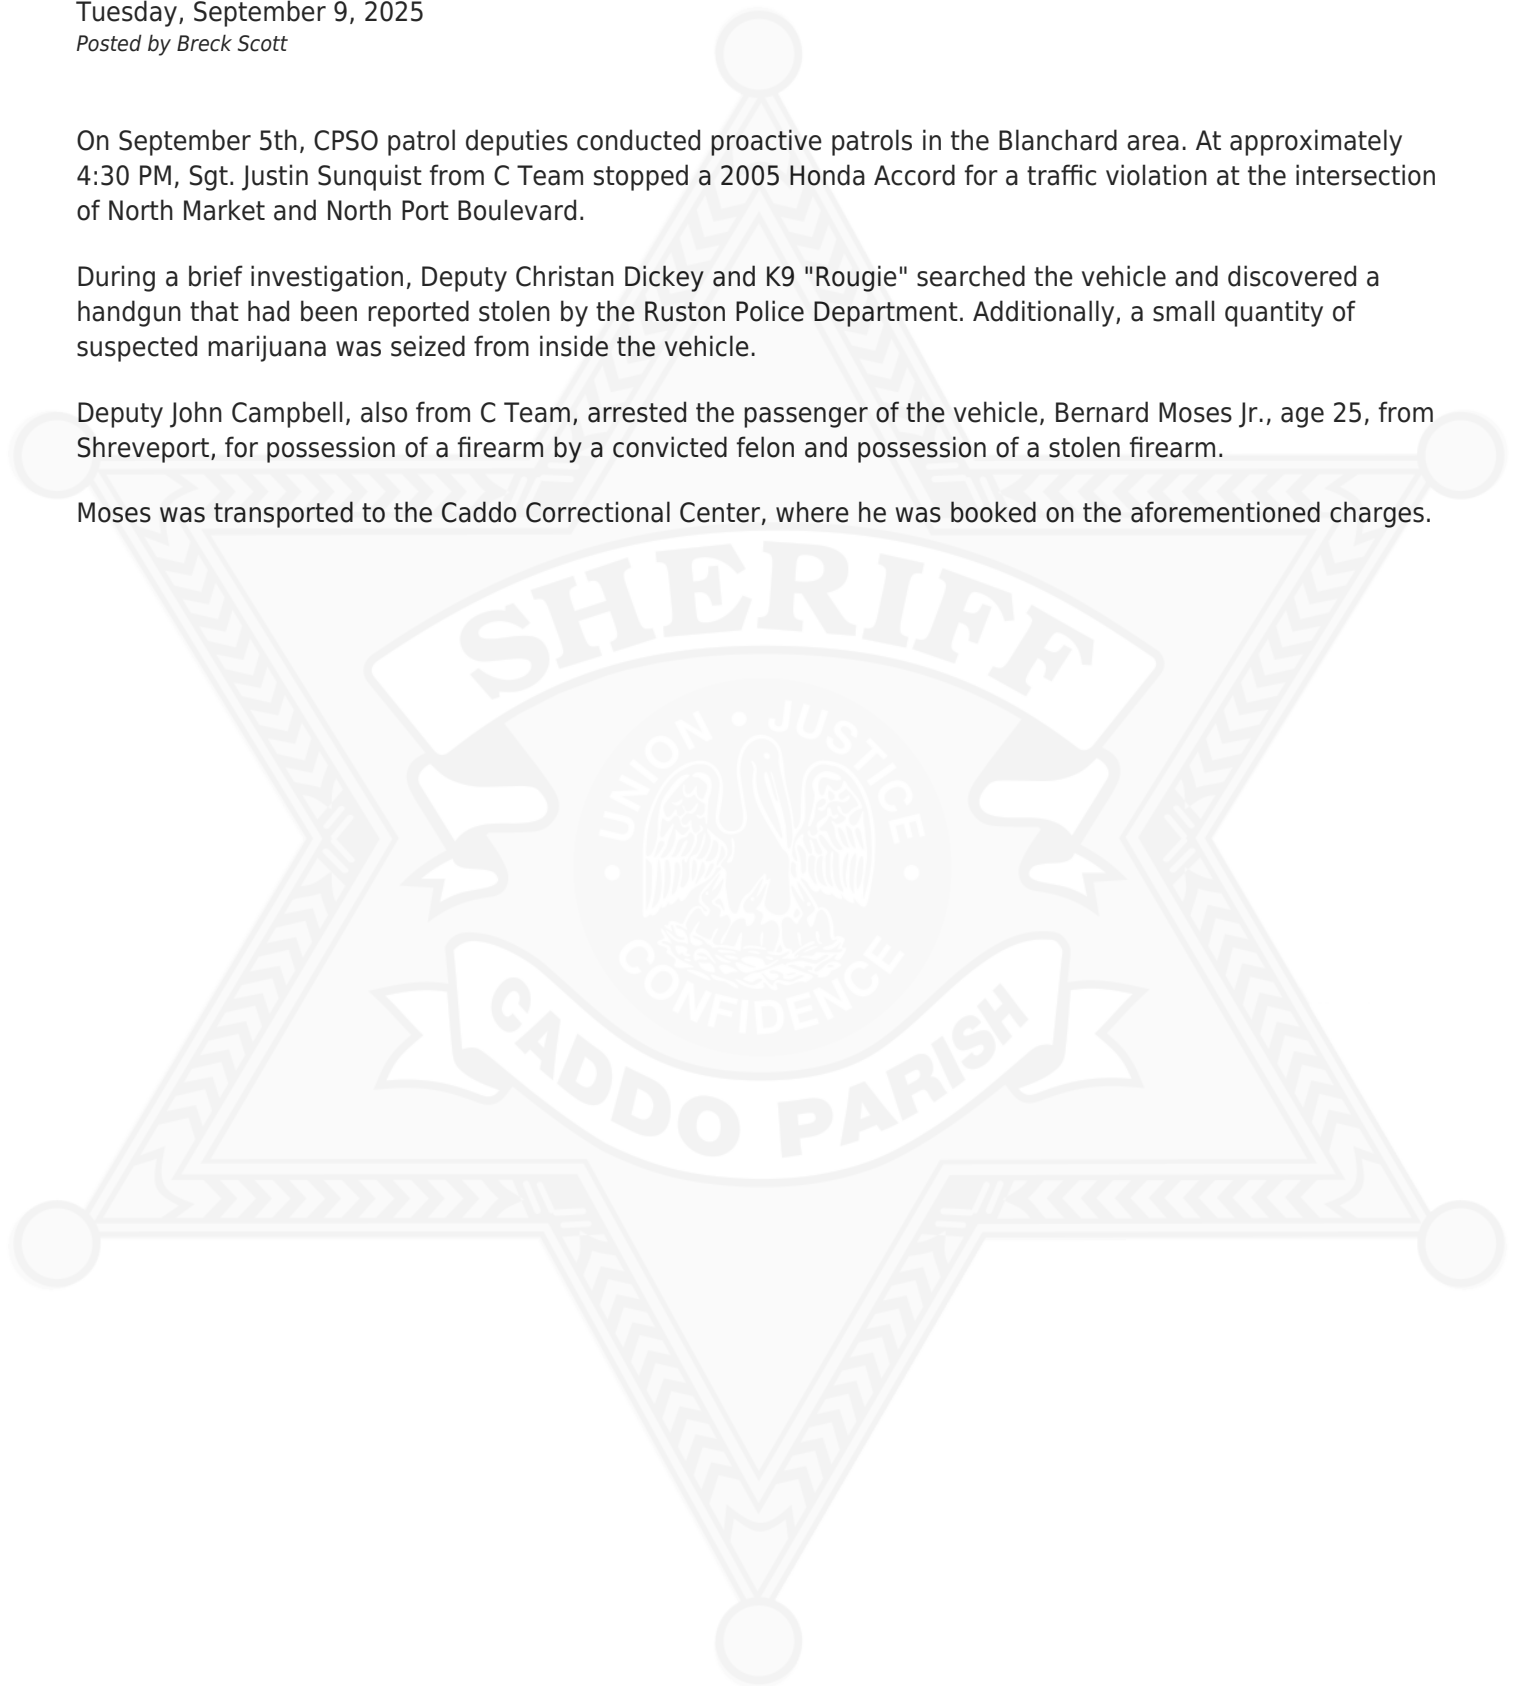 Tuesday, September 9, 2025
Posted by Breck Scott
On September 5th, CPSO patrol deputies conducted proactive patrols in the Blanchard area. At approximately
4:30 PM, Sgt. Justin Sunquist from C Team stopped a 2005 Honda Accord for a traffic violation at the intersection
of North Market and North Port Boulevard.
During a brief investigation, Deputy Christan Dickey and K9 "Rougie" searched the vehicle and discovered a
handgun that had been reported stolen by the Ruston Police Department. Additionally, a small quantity of
suspected marijuana was seized from inside the vehicle.
Deputy John Campbell, also from C Team, arrested the passenger of the vehicle, Bernard Moses Jr., age 25, from
Shreveport, for possession of a firearm by a convicted felon and possession of a stolen firearm.
Moses was transported to the Caddo Correctional Center, where he was booked on the aforementioned charges.
SHERIFF
UNION • JUSTICE
• CONFIDENCE •
CADDO PARISH